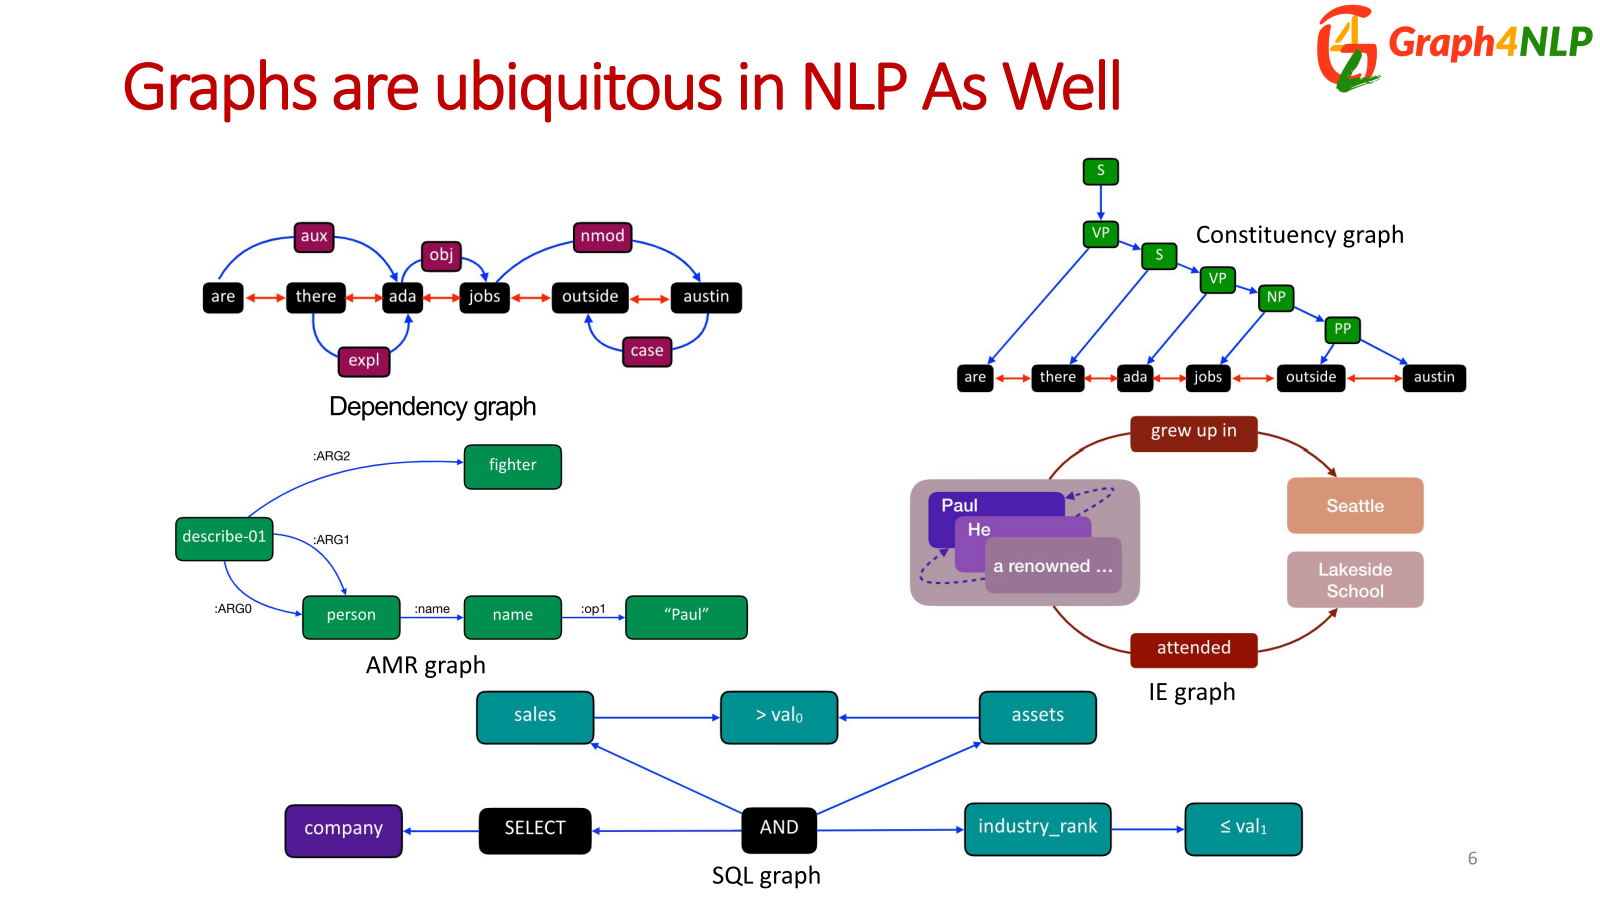 Graph4NLP
Graphs are ubiquitous in NLP As Well
aux
obj
nmod
are there ada jobs outside austin
expl
case
Dependency graph
S
VP
S
VP
NP
PP
Constituency graph
are there ada jobs outside austin
:ARG2
fighter
describe-01
:ARG1
:ARG0
person
:name
name
:op1
“Paul”
AMR graph
grew up in
Paul
He
a renowned ...
Seattle
Lakeside
School
attended
IE graph
sales
> val₀
assets
company
SELECT
AND
industry_rank
≤ val₁
SQL graph
6